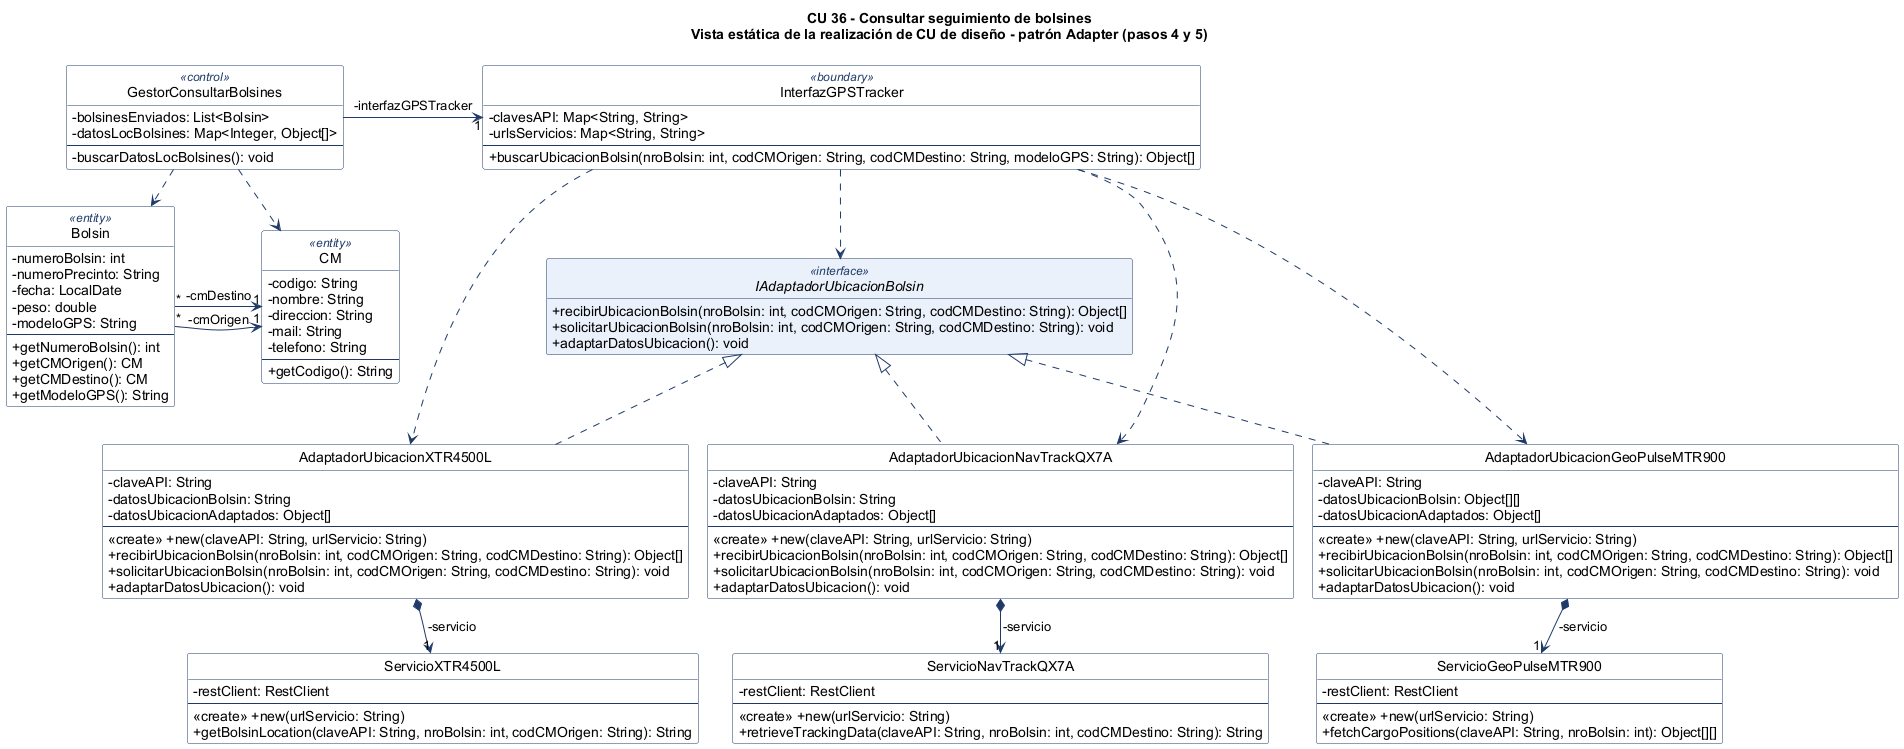 CU 36 - Consultar seguimiento de bolsines
Vista estática de la realización de CU de diseño - patrón Adapter (pasos 4 y 5)
«control»
GestorConsultarBolsines
-bolsinesEnviados: List<Bolsin>
-datosLocBolsines: Map<Integer, Object[]>
-buscarDatosLocBolsines(): void
-interfazGPSTracker
1
«boundary»
InterfazGPSTracker
-clavesAPI: Map<String, String>
-urlsServicios: Map<String, String>
+buscarUbicacionBolsin(nroBolsin: int, codCMOrigen: String, codCMDestino: String, modeloGPS: String): Object[]
«entity»
Bolsin
-numeroBolsin: int
-numeroPrecinto: String
-fecha: LocalDate
-peso: double
-modeloGPS: String
+getNumeroBolsin(): int
+getCMOrigen(): CM
+getCMDestino(): CM
+getModeloGPS(): String
* -cmDestino 1
* -cmOrigen 1
«entity»
CM
-codigo: String
-nombre: String
-direccion: String
-mail: String
-telefono: String
+getCodigo(): String
«interface»
IAdaptadorUbicacionBolsin
+recibirUbicacionBolsin(nroBolsin: int, codCMOrigen: String, codCMDestino: String): Object[]
+solicitarUbicacionBolsin(nroBolsin: int, codCMOrigen: String, codCMDestino: String): void
+adaptarDatosUbicacion(): void
AdaptadorUbicacionXTR4500L
-claveAPI: String
-datosUbicacionBolsin: String
-datosUbicacionAdaptados: Object[]
«create» +new(claveAPI: String, urlServicio: String)
+recibirUbicacionBolsin(nroBolsin: int, codCMOrigen: String, codCMDestino: String): Object[]
+solicitarUbicacionBolsin(nroBolsin: int, codCMOrigen: String, codCMDestino: String): void
+adaptarDatosUbicacion(): void
AdaptadorUbicacionNavTrackQX7A
-claveAPI: String
-datosUbicacionBolsin: String
-datosUbicacionAdaptados: Object[]
«create» +new(claveAPI: String, urlServicio: String)
+recibirUbicacionBolsin(nroBolsin: int, codCMOrigen: String, codCMDestino: String): Object[]
+solicitarUbicacionBolsin(nroBolsin: int, codCMOrigen: String, codCMDestino: String): void
+adaptarDatosUbicacion(): void
AdaptadorUbicacionGeoPulseMTR900
-claveAPI: String
-datosUbicacionBolsin: Object[][]
-datosUbicacionAdaptados: Object[]
«create» +new(claveAPI: String, urlServicio: String)
+recibirUbicacionBolsin(nroBolsin: int, codCMOrigen: String, codCMDestino: String): Object[]
+solicitarUbicacionBolsin(nroBolsin: int, codCMOrigen: String, codCMDestino: String): void
+adaptarDatosUbicacion(): void
-servicio
1
-servicio
1
-servicio
1
ServicioXTR4500L
-restClient: RestClient
«create» +new(urlServicio: String)
+getBolsinLocation(claveAPI: String, nroBolsin: int, codCMOrigen: String): String
ServicioNavTrackQX7A
-restClient: RestClient
«create» +new(urlServicio: String)
+retrieveTrackingData(claveAPI: String, nroBolsin: int, codCMDestino: String): String
ServicioGeoPulseMTR900
-restClient: RestClient
«create» +new(urlServicio: String)
+fetchCargoPositions(claveAPI: String, nroBolsin: int): Object[][]